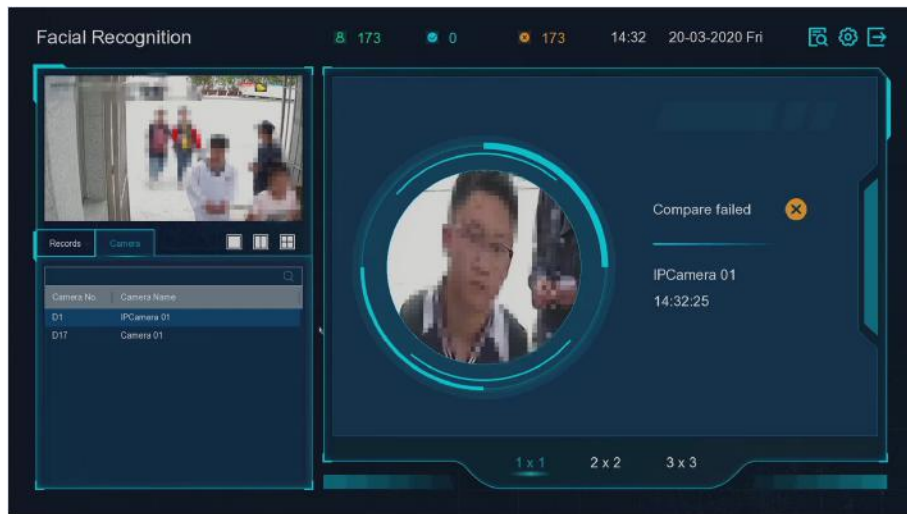 Facial Recognition
173
0
173
14:32
20-03-2020 Fri
Records
Camera
Camera No.
Camera Name
D1
IPCamera 01
D17
Camera 01
Compare failed
IPCamera 01
14:32:25
1 x 1
2 x 2
3 x 3